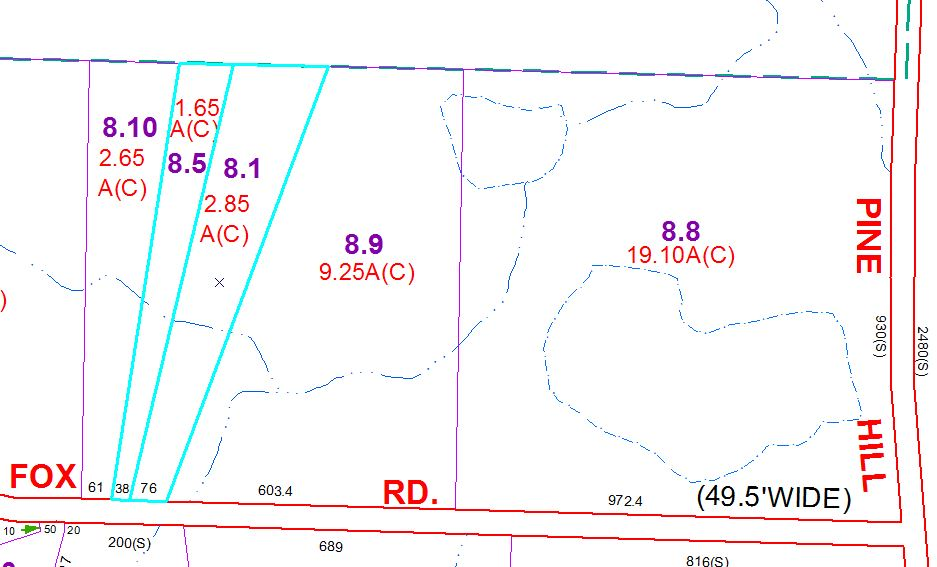 1.65
A(C)
8.10
2.65
A(C)
8.5
8.1
2.85
A(C)
8.9
9.25A(C)
8.8
19.10A(C)
PINE
HILL
930(S)
2480(S)
)
FOX
RD.
61
38
76
603.4
972.4
(49.5'WIDE)
10
50
20
200(S)
689
816(S)